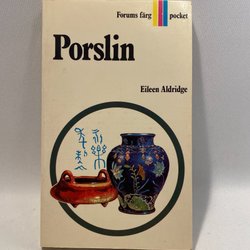 Forums färg pocket
Porslin
Eileen Aldridge